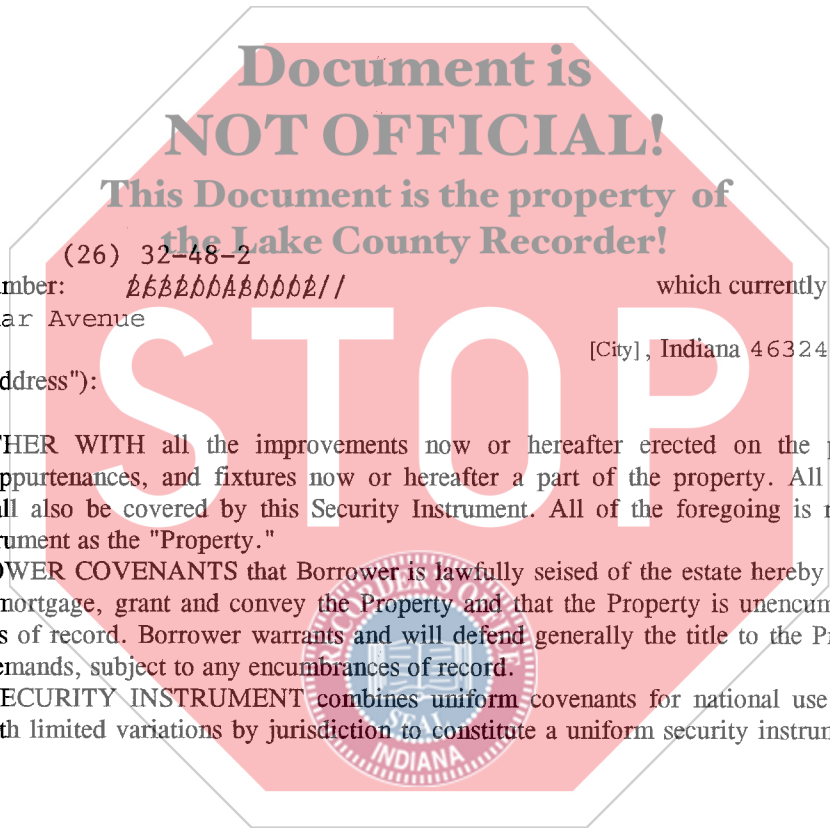 Document is
NOT OFFICIAL!
This Document is the property of
the Lake County Recorder!
(26) 32-48-2
mber: 263200480002// which currently
ar Avenue
[City], Indiana 46324
ddress"):
STOP
HER WITH all the improvements now or hereafter erected on the p
ppurtenances, and fixtures now or hereafter a part of the property. All
ll also be covered by this Security Instrument. All of the foregoing is r
rument as the "Property."
OWER COVENANTS that Borrower is lawfully seised of the estate hereby
mortgage, grant and convey the Property and that the Property is unencum
s of record. Borrower warrants and will defend generally the title to the Pr
emands, subject to any encumbrances of record.
ECURITY INSTRUMENT combines uniform covenants for national use
th limited variations by jurisdiction to constitute a uniform security instrum
RECORDER'S OFFICE
SEAL
INDIANA